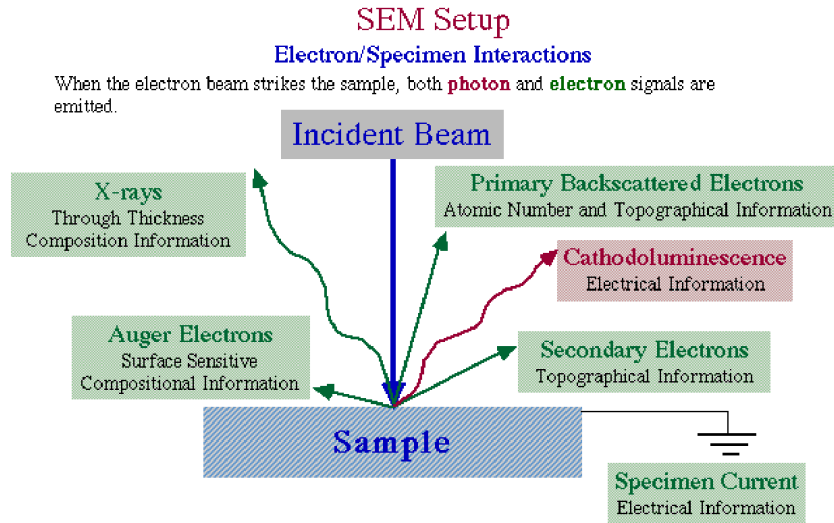 SEM Setup
Electron/Specimen Interactions
When the electron beam strikes the sample, both photon and electron signals are
emitted.
Incident Beam
X-rays
Through Thickness
Composition Information
Primary Backscattered Electrons
Atomic Number and Topographical Information
Cathodoluminescence
Electrical Information
Auger Electrons
Surface Sensitive
Compositional Information
Secondary Electrons
Topographical Information
Sample
Specimen Current
Electrical Information